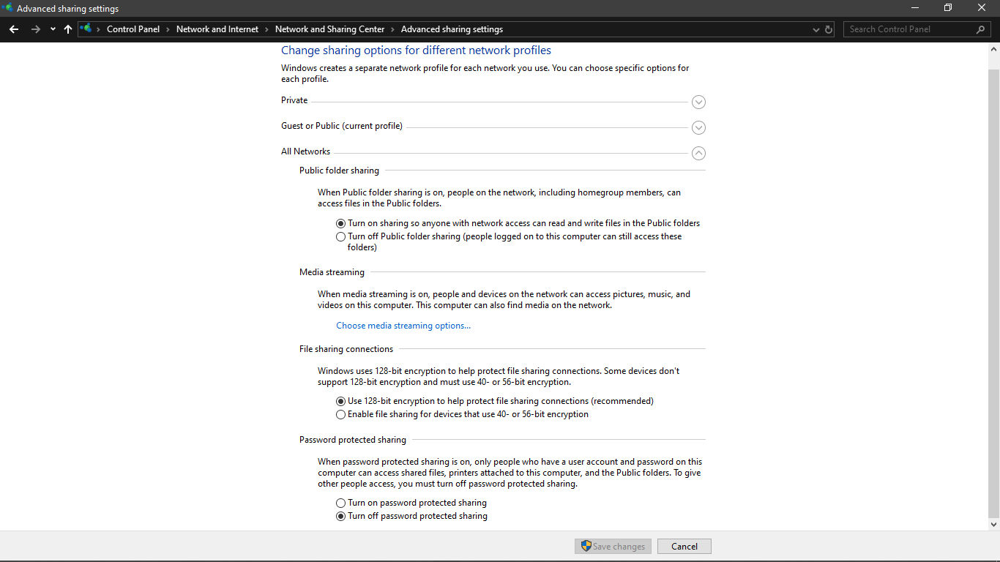 Advanced sharing settings
Control Panel > Network and Internet > Network and Sharing Center > Advanced sharing settings
Search Control Panel
Change sharing options for different network profiles
Windows creates a separate network profile for each network you use. You can choose specific options for
each profile.
Private
Guest or Public (current profile)
All Networks
Public folder sharing
When Public folder sharing is on, people on the network, including homegroup members, can
access files in the Public folders.
Turn on sharing so anyone with network access can read and write files in the Public folders
Turn off Public folder sharing (people logged on to this computer can still access these
folders)
Media streaming
When media streaming is on, people and devices on the network can access pictures, music, and
videos on this computer. This computer can also find media on the network.
Choose media streaming options...
File sharing connections
Windows uses 128-bit encryption to help protect file sharing connections. Some devices don't
support 128-bit encryption and must use 40- or 56-bit encryption.
Use 128-bit encryption to help protect file sharing connections (recommended)
Enable file sharing for devices that use 40- or 56-bit encryption
Password protected sharing
When password protected sharing is on, only people who have a user account and password on this
computer can access shared files, printers attached to this computer, and the Public folders. To give
other people access, you must turn off password protected sharing.
Turn on password protected sharing
Turn off password protected sharing
Save changes
Cancel